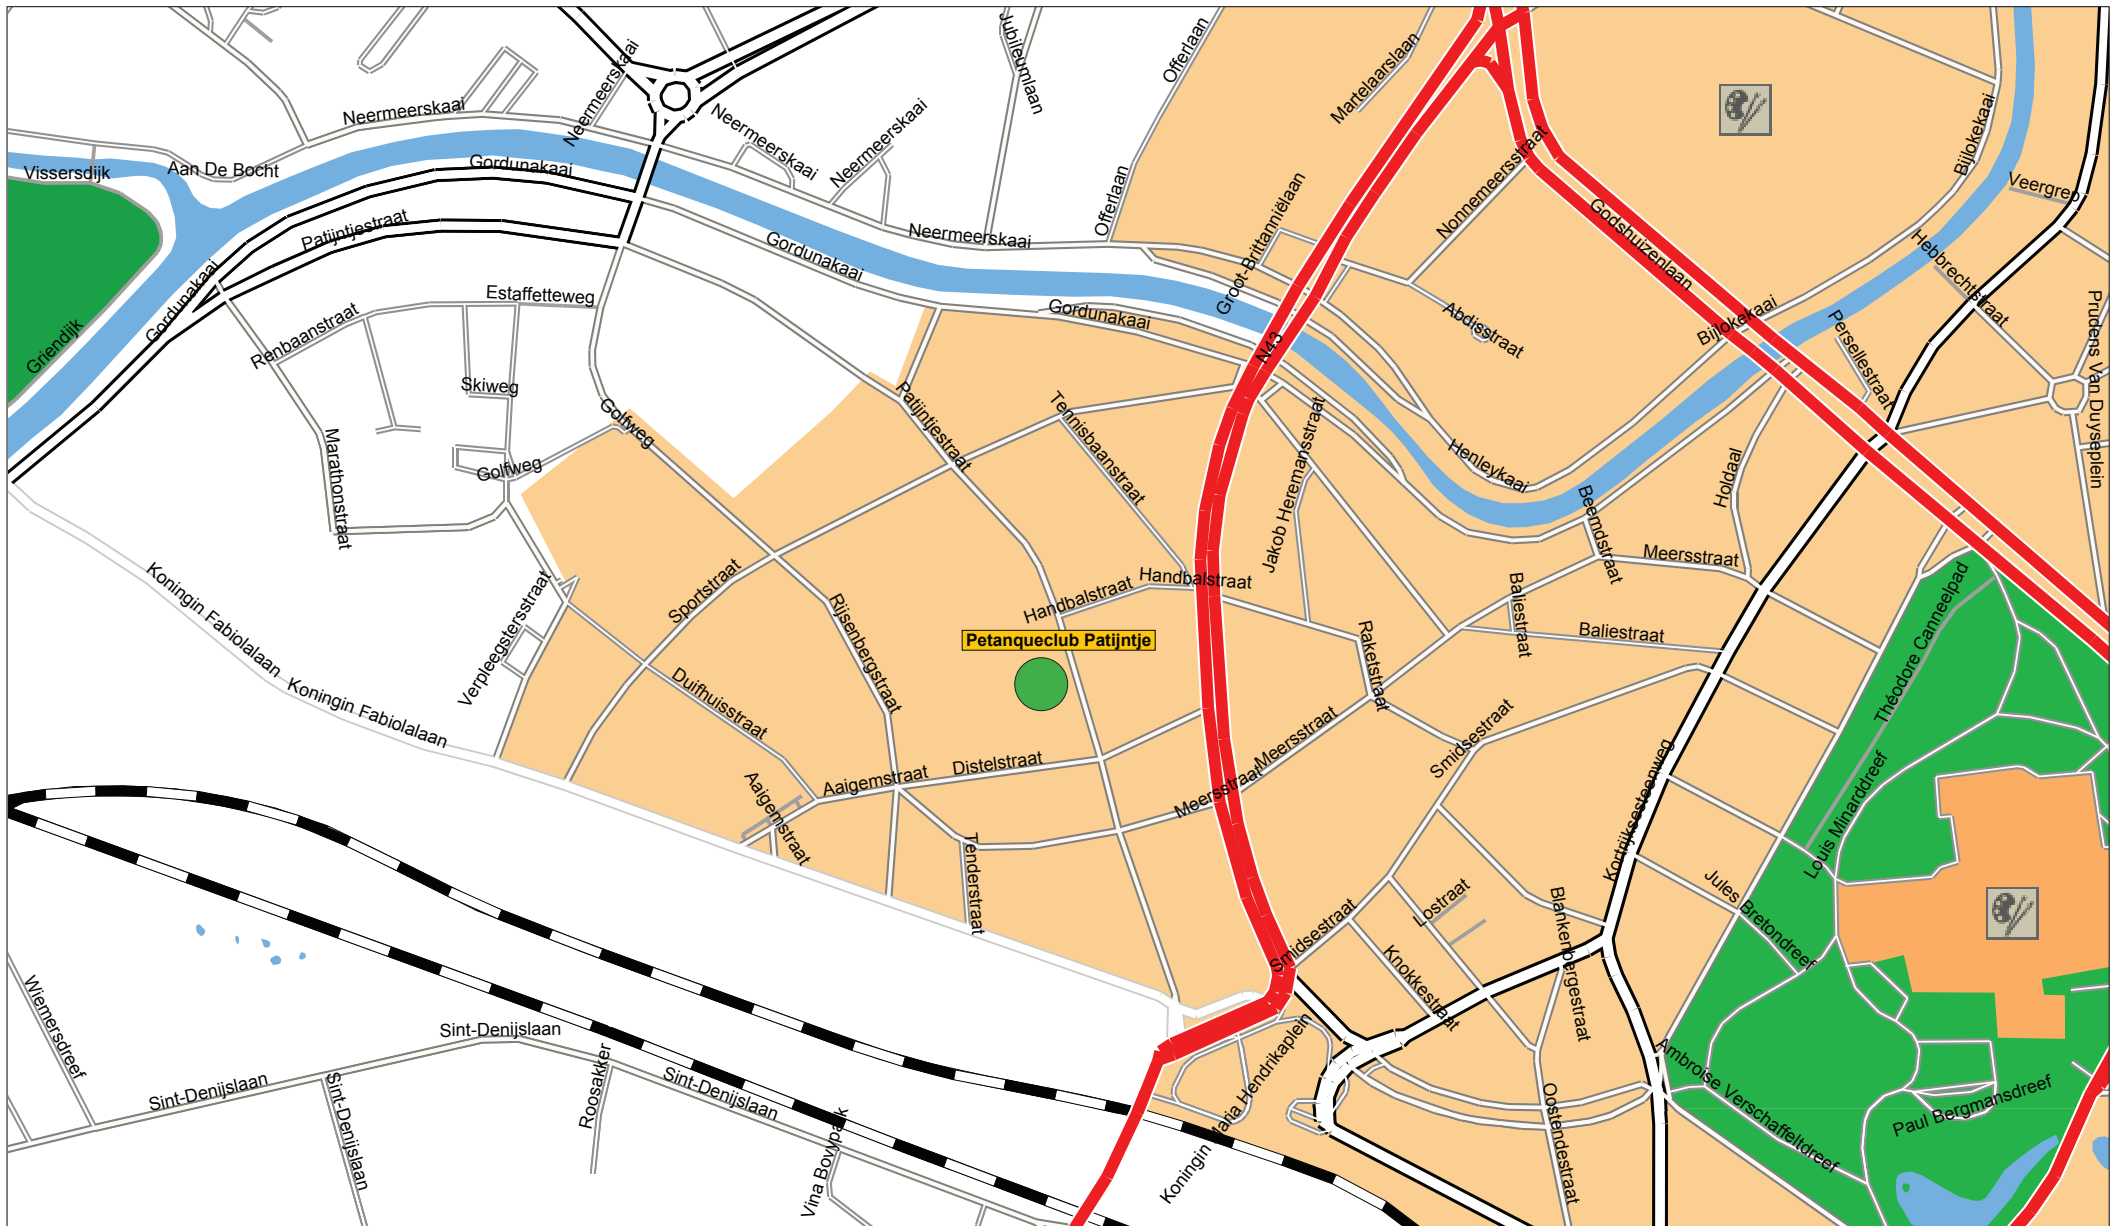 Neermeerskaai
Neermeerskaai
Neermeerskaai
Neermeerskaai
Neermeerskaai
Jubileumlaan
Offerlaan
Offerlaan
Martelaarslaan
Nonnemeersstraat
Godshuizenlaan
Bijlokekaai
Veergrep
Hebbrechtstraat
Prudens Van Duyseplein
Vissersdijk
Aan De Bocht
Gordunakaai
Patijntjestraat
Gordunakaai
Griendijk
Gordunakaai
Gordunakaai
Groot-Brittanniëlaan
N43
Abdisstraat
Bijlokekaai
Persellestraat
Renbaanstraat
Estaffetteweg
Skiweg
Golfweg
Golfweg
Marathonstraat
Patijntjestraat
Tennisbaanstraat
Jakob Heremansstraat
Henleykaai
Beemdstraat
Holdaal
Meersstraat
Koningin Fabiolalaan
Koningin Fabiolalaan
Verpleegstersstraat
Sportstraat
Rijsenbergstraat
Duifhuisstraat
Handbalstraat
Handbalstraat
Petanqueclub Patijntje
Raketstraat
Baliestraat
Baliestraat
Smidsestraat
Théodore Canneelpad
Louis Minarddreef
Aaigemstraat
Aaigemstraat
Distelstraat
Meersstraat
Meersstraat
Tenderstraat
Kortrijksesteenweg
Jules Bretondreef
Lostraat
Smidsestraat
Knokkestraat
Blankenbergestraat
Ambroise Verschaffeltdreef
Paul Bergmansdreef
Oostendestraat
Koningin Maria Hendrikaplein
Wiemersdreef
Sint-Denijslaan
Sint-Denijslaan
Sint-Denijslaan
Sint-Denijslaan
Roosakker
Vina Bovypark